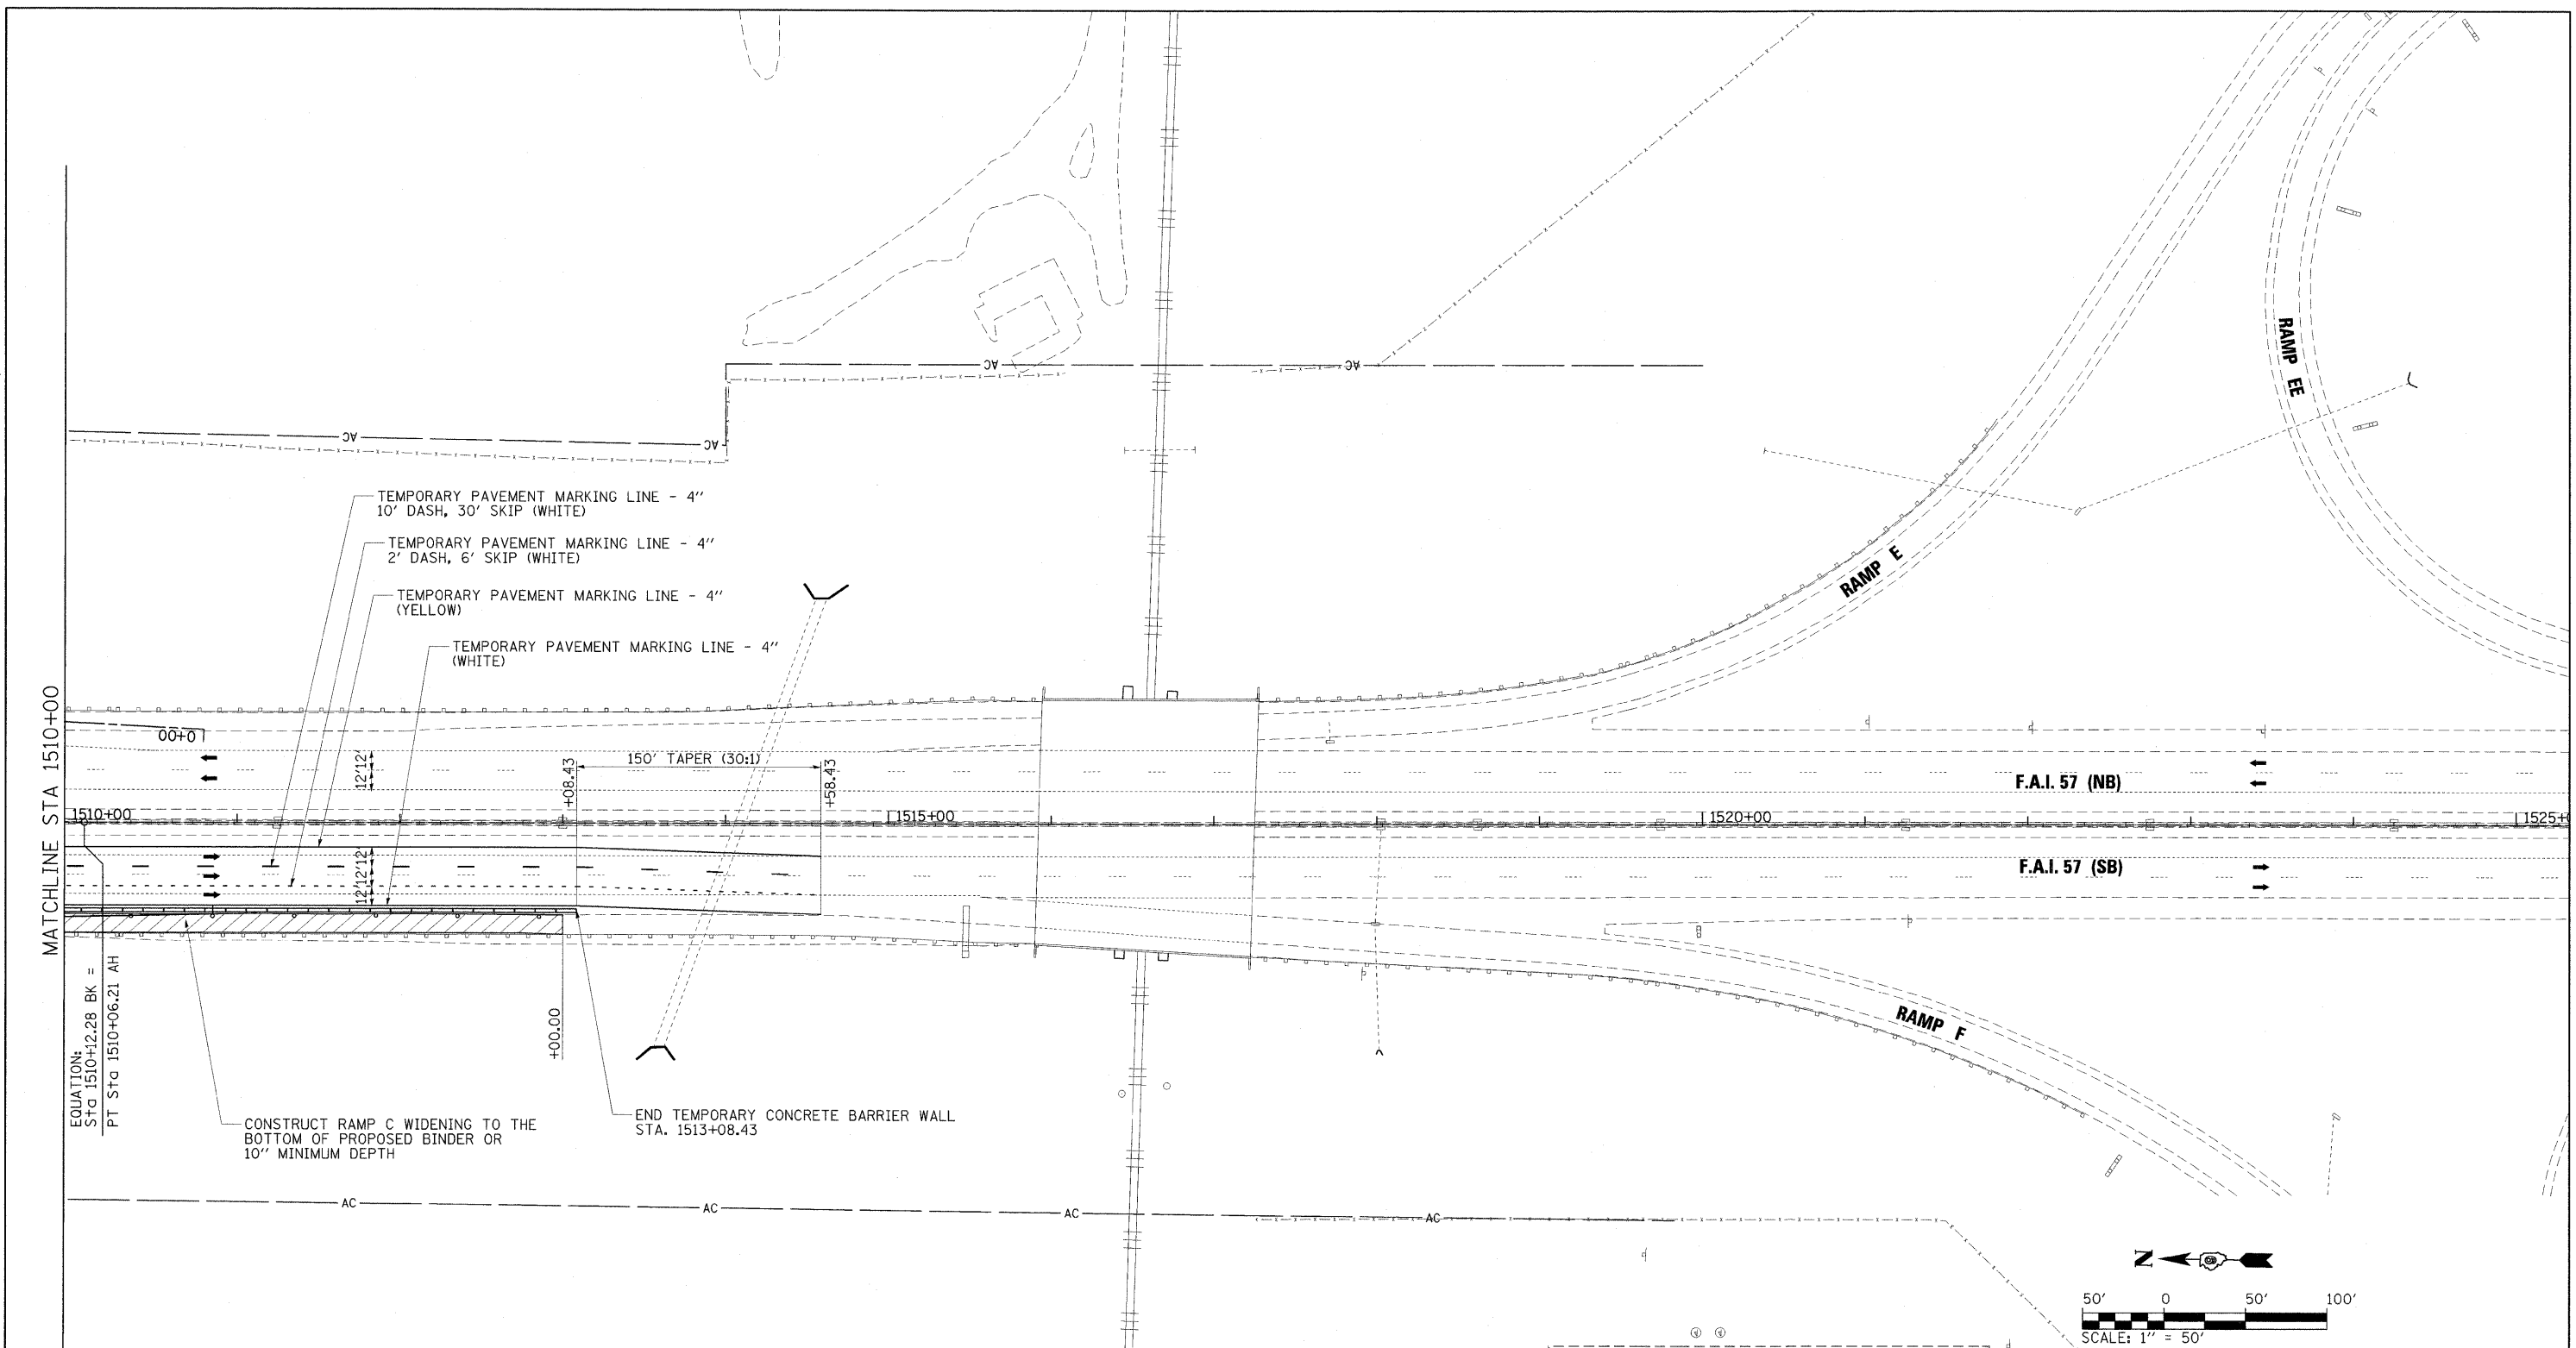 AC
AC
AC
AC
TEMPORARY PAVEMENT MARKING LINE - 4"
10' DASH, 30' SKIP (WHITE)
TEMPORARY PAVEMENT MARKING LINE - 4"
2' DASH, 6' SKIP (WHITE)
TEMPORARY PAVEMENT MARKING LINE - 4"
(YELLOW)
TEMPORARY PAVEMENT MARKING LINE - 4"
(WHITE)
RAMP EE
RAMP E
MATCHLINE STA 1510+00
00+0
12'12'
+08.43
150' TAPER (30:1)
+58.43
F.A.I. 57 (NB)
1510+00
1515+00
1520+00
1525+0
12'12'12'
F.A.I. 57 (SB)
RAMP F
+00.00
EQUATION:
Sta 1510+12.28 BK =
PT Sta 1510+06.21 AH
CONSTRUCT RAMP C WIDENING TO THE
BOTTOM OF PROPOSED BINDER OR
10" MINIMUM DEPTH
END TEMPORARY CONCRETE BARRIER WALL
STA. 1513+08.43
AC
AC
AC
AC
N
50' 0 50' 100'
SCALE: 1" = 50'